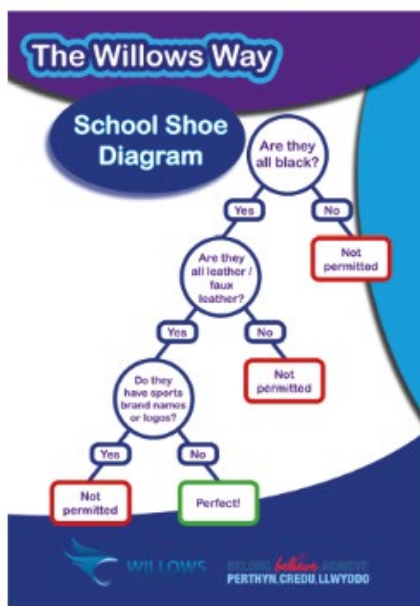 The Willows Way
School Shoe
Diagram
Are they
all black?
Yes
No
Not
permitted
Are they
all leather /
faux
leather?
Yes
No
Not
permitted
Do they
have sports
brand names
or logos?
Yes
No
Not
permitted
Perfect!
WILLOWS
BELONG believe ACHIEVE
PERTHYN, CREDU, LLWYDDO